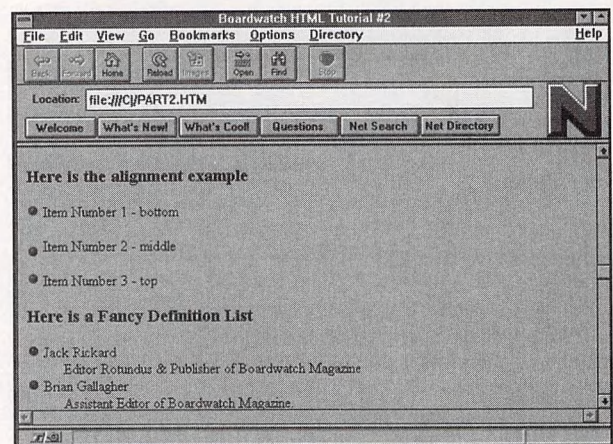 Boardwatch HTML Tutorial #2
File Edit View Go Bookmarks Options Directory Help
Back Forward Home Reload Images Open Find Stop
Location: file:///C|/PART2.HTM
N
Welcome What's New! What's Cool! Questions Net Search Net Directory
Here is the alignment example
Item Number 1 - bottom
Item Number 2 - middle
Item Number 3 - top
Here is a Fancy Definition List
Jack Rickard
Editor Rotundus & Publisher of Boardwatch Magazine
Brian Gallagher
Assistant Editor of Boardwatch Magazine.